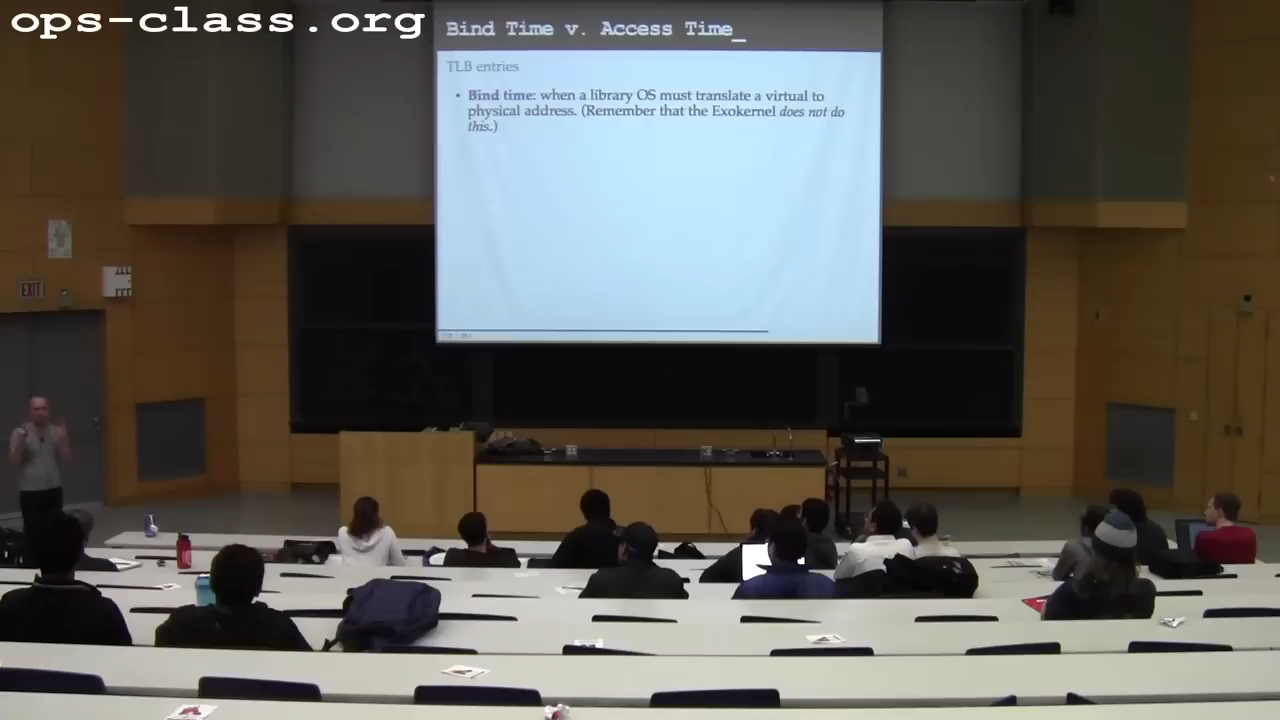 ops-class.org
Bind Time v. Access Time_
TLB entries
• Bind time: when a library OS must translate a virtual to
physical address. (Remember that the Exokernel does not do
this.)
EXIT